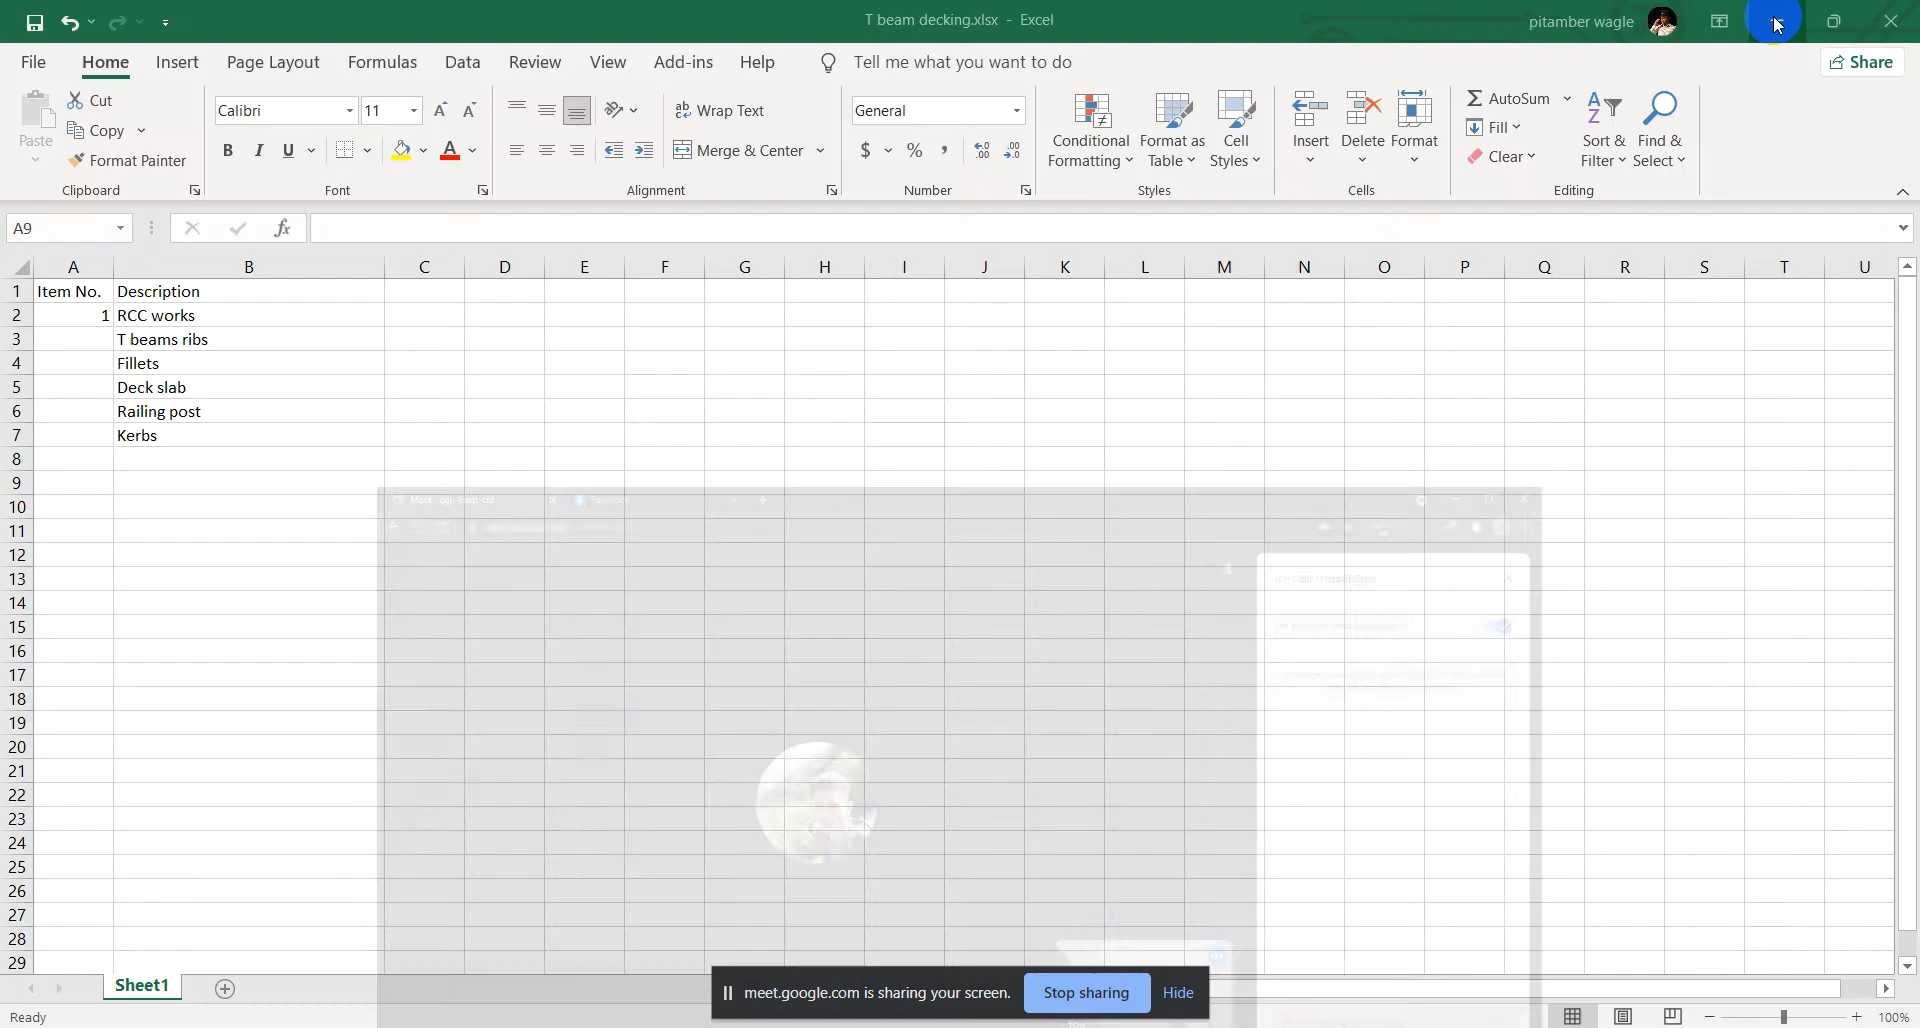 T beam decking.xlsx - Excel
pitamber wagle
File Home Insert Page Layout Formulas Data Review View Add-ins Help Tell me what you want to do Share
Paste
Cut
Copy
Format Painter
Clipboard
Calibri 11
B I U A
Font
Wrap Text
Merge & Center
Alignment
General
$ % ,
Number
Conditional Formatting
Format as Table
Cell Styles
Styles
Insert Delete Format
Cells
AutoSum
Fill
Clear
Sort & Filter
Find & Select
Editing
A9 fx
A B C D E F G H I J K L M N O P Q R S T U
1 Item No. Description
2 1 RCC works
3 T beams ribs
4 Fillets
5 Deck slab
6 Railing post
7 Kerbs
8
9
10
11
12
13
14
15
16
17
18
19
20
21
22
23
24
25
26
27
28
29
Sheet1
meet.google.com is sharing your screen. Stop sharing Hide
Ready
100%